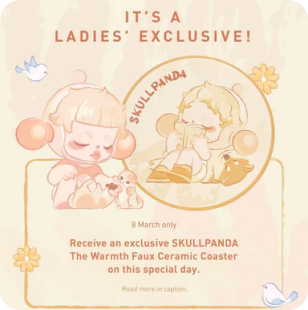 IT'S A
LADIES' EXCLUSIVE!
SKULLPANDA
8 March only
Receive an exclusive SKULLPANDA
The Warmth Faux Ceramic Coaster
on this special day.
Read more in caption.